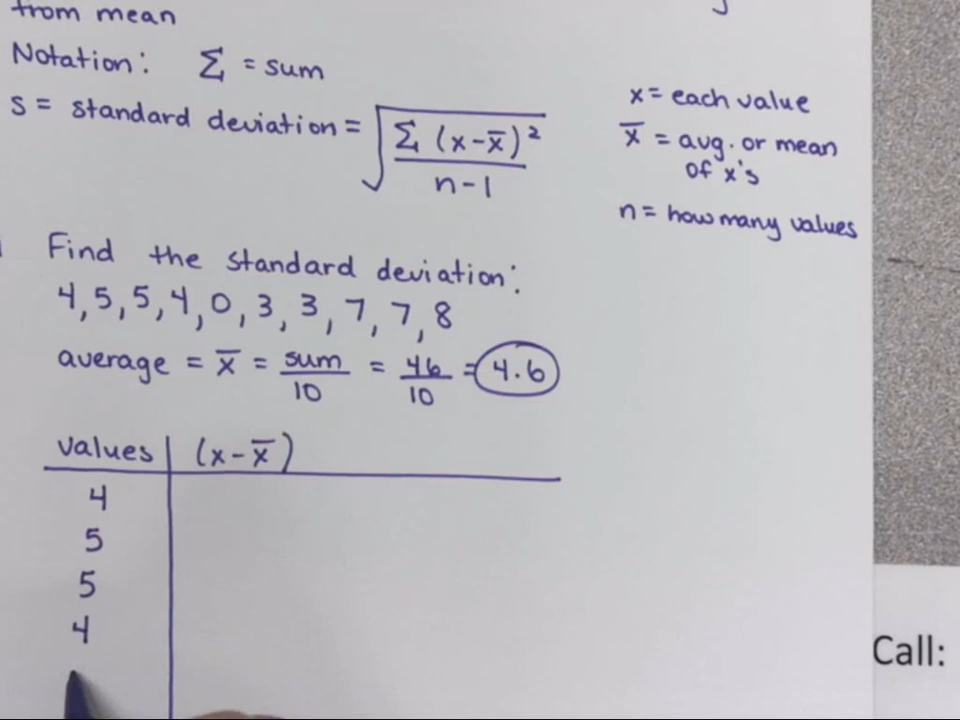 from mean
Notation: Σ = sum
s = standard deviation = √(Σ (x-x̄)² / (n-1))
x = each value
x̄ = avg. or mean
of x's
n = how many values
Find the standard deviation:
4, 5, 5, 4, 0, 3, 3, 7, 7, 8
average = x̄ = sum/10 = 46/10 = 4.6
values | (x-x̄)
4
5
5
4
Call: